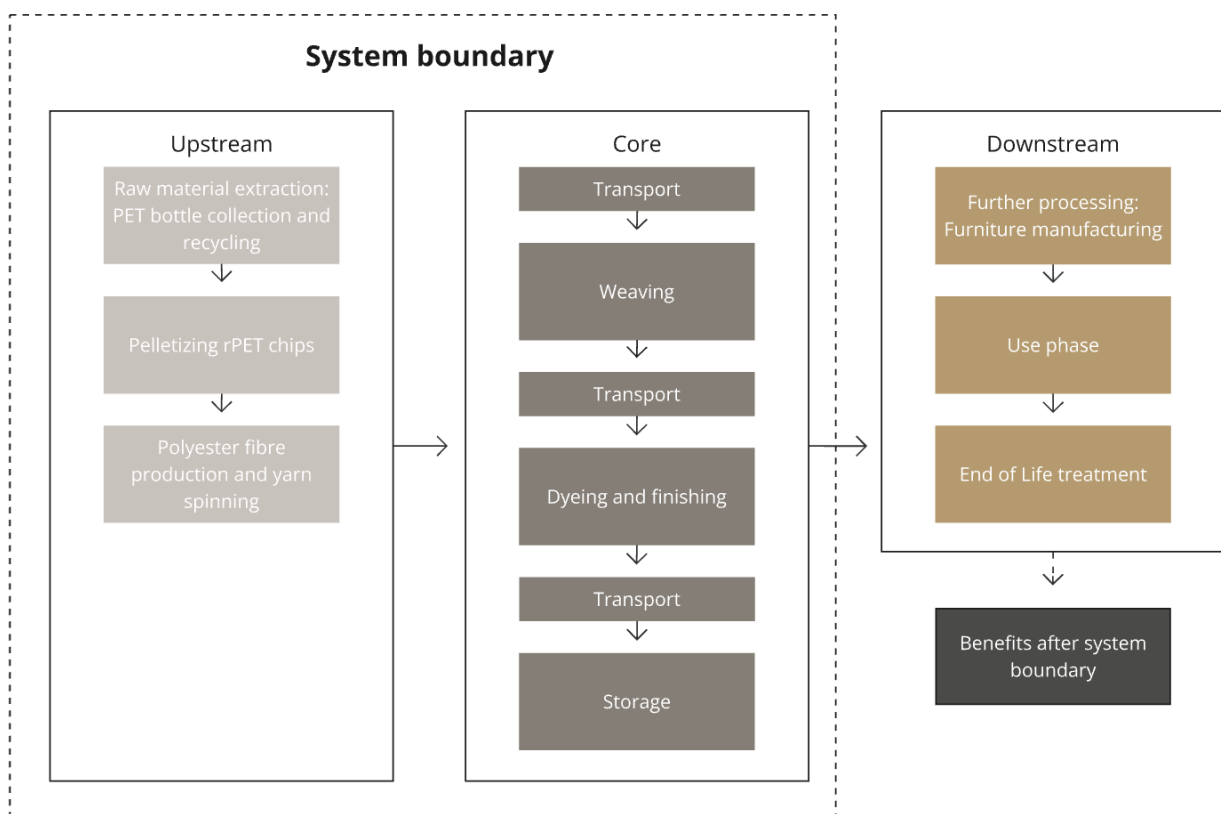 System boundary
Upstream
Raw material extraction:
PET bottle collection and
recycling
Pelletizing rPET chips
Polyester fibre
production and yarn
spinning
Core
Transport
Weaving
Transport
Dyeing and finishing
Transport
Storage
Downstream
Further processing:
Furniture manufacturing
Use phase
End of Life treatment
Benefits after system
boundary